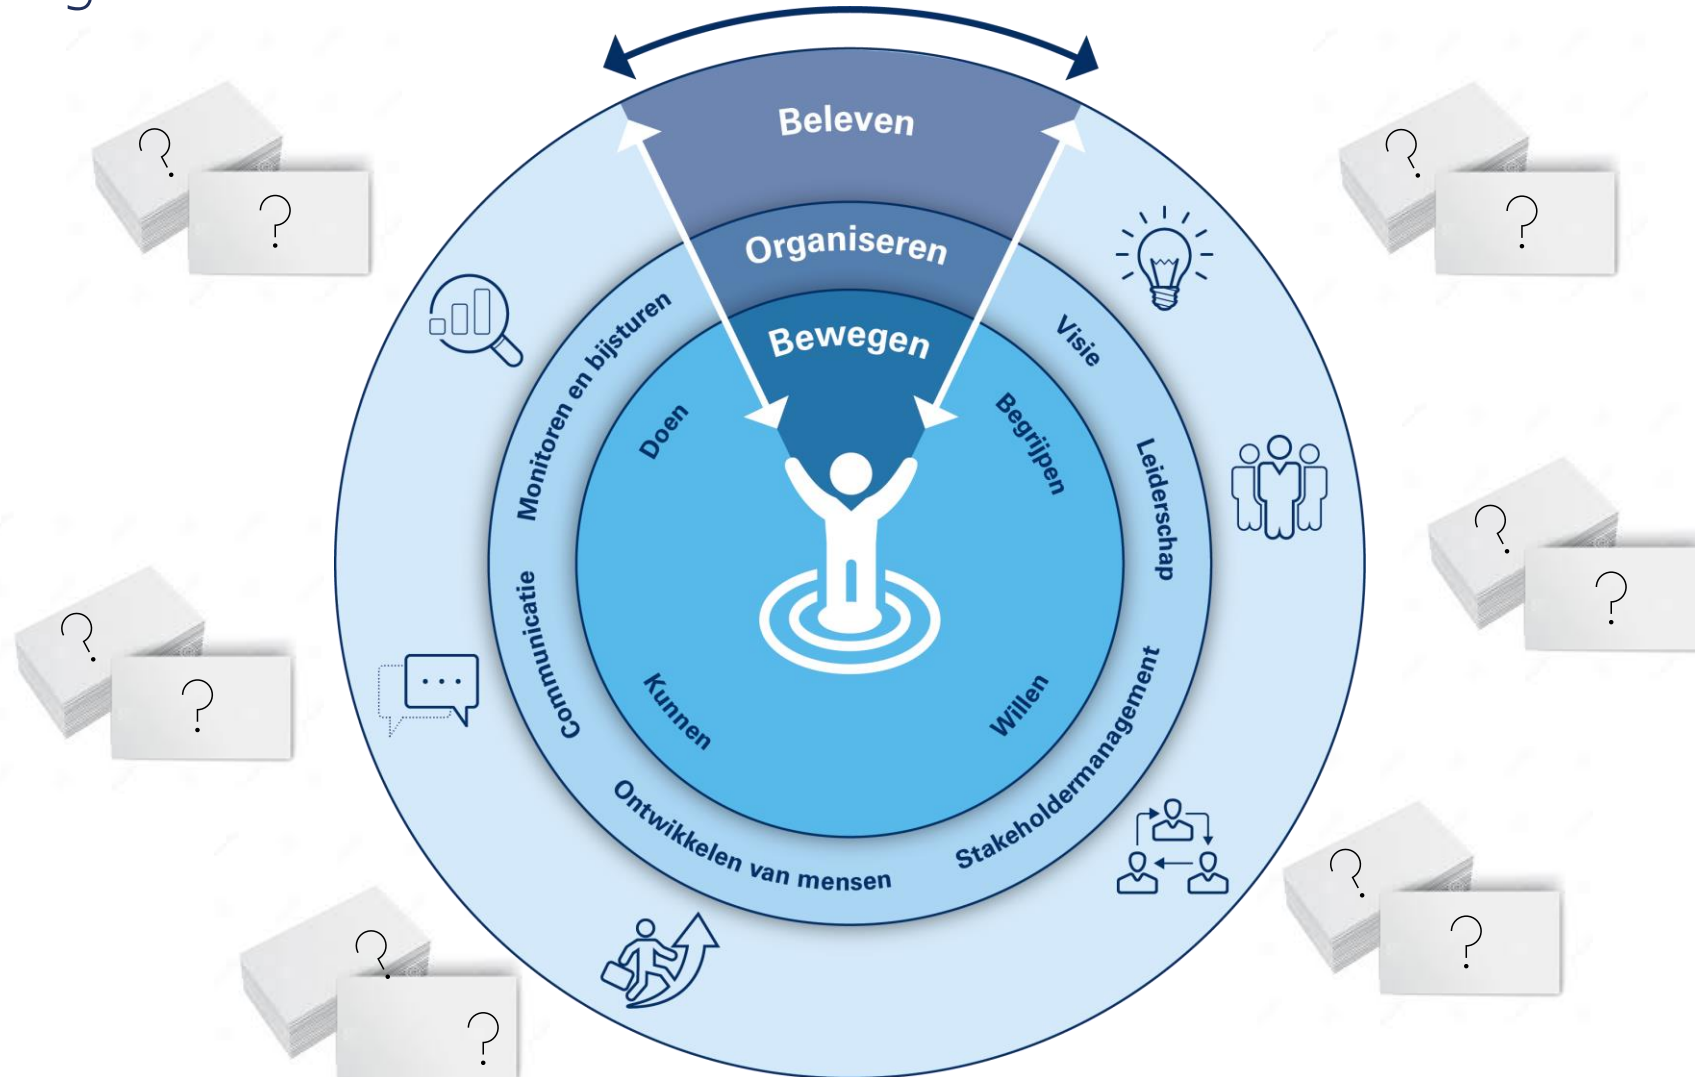 g
Beleven
Organiseren
Bewegen
Monitoren en bijsturen
Visie
Doen
Begrijpen
Leiderschap
Communicatie
Kunnen
Willen
Stakeholdermanagement
Ontwikkelen van mensen
?
?
?
?
?
?
?
?
?
?
?
?